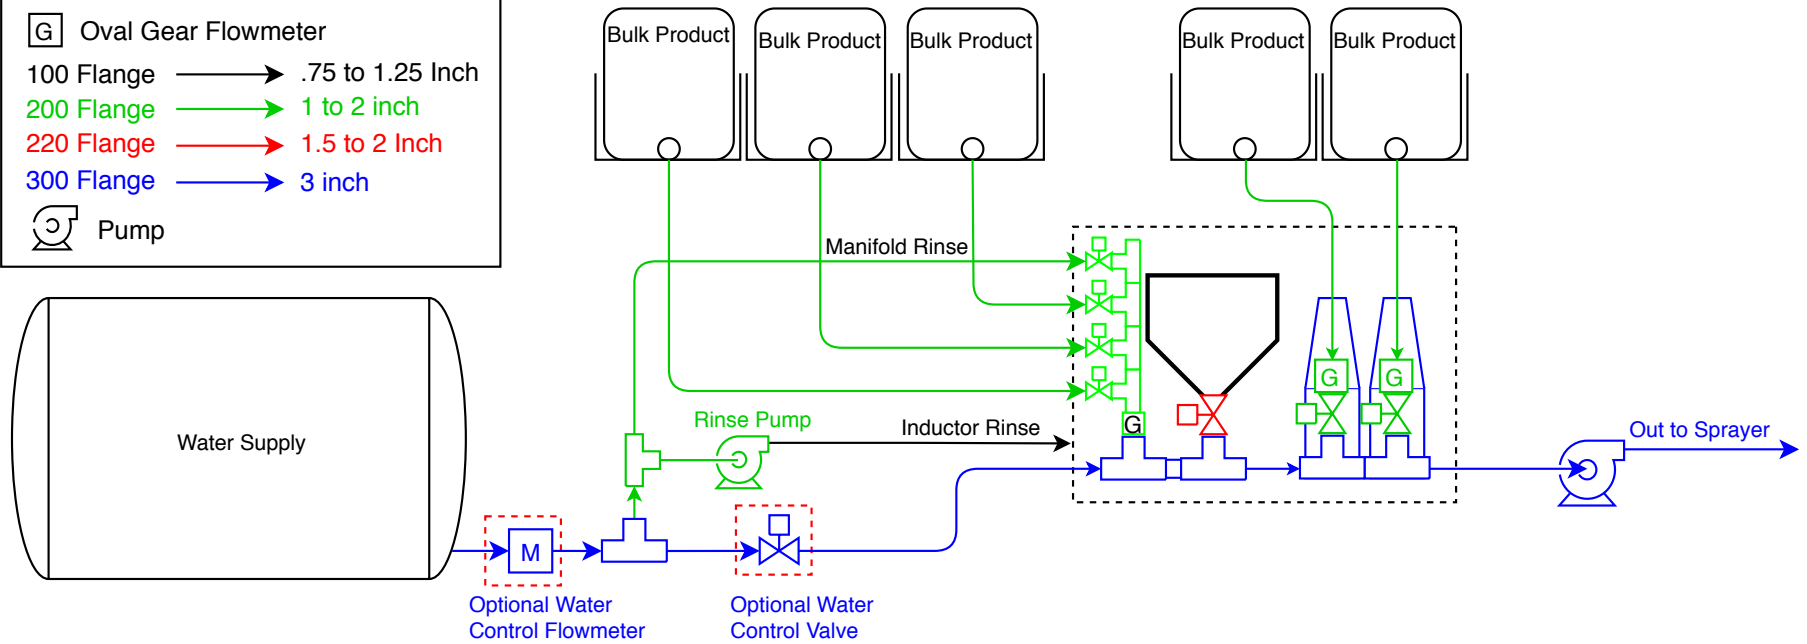 G Oval Gear Flowmeter
100 Flange .75 to 1.25 Inch
200 Flange 1 to 2 inch
220 Flange 1.5 to 2 Inch
300 Flange 3 inch
Pump
Bulk Product
Bulk Product
Bulk Product
Bulk Product
Bulk Product
Manifold Rinse
G
G
G
Rinse Pump
Inductor Rinse
Out to Sprayer
Water Supply
M
Optional Water
Control Flowmeter
Optional Water
Control Valve